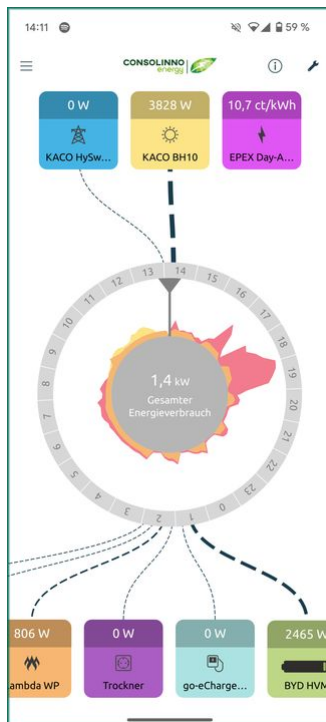 14:11
59 %
CONSOLINNO
energy
0 W
3828 W
10,7 ct/kWh
KACO HySw...
KACO BH10
EPEX Day-A...
13
14
12
15
11
16
10
17
9
18
8
19
7
20
6
21
5
22
4
23
3
2
1
0
1,4 kW
Gesamter
Energieverbrauch
806 W
0 W
0 W
2465 W
ambda WP
Trockner
go-eCharge...
BYD HVM